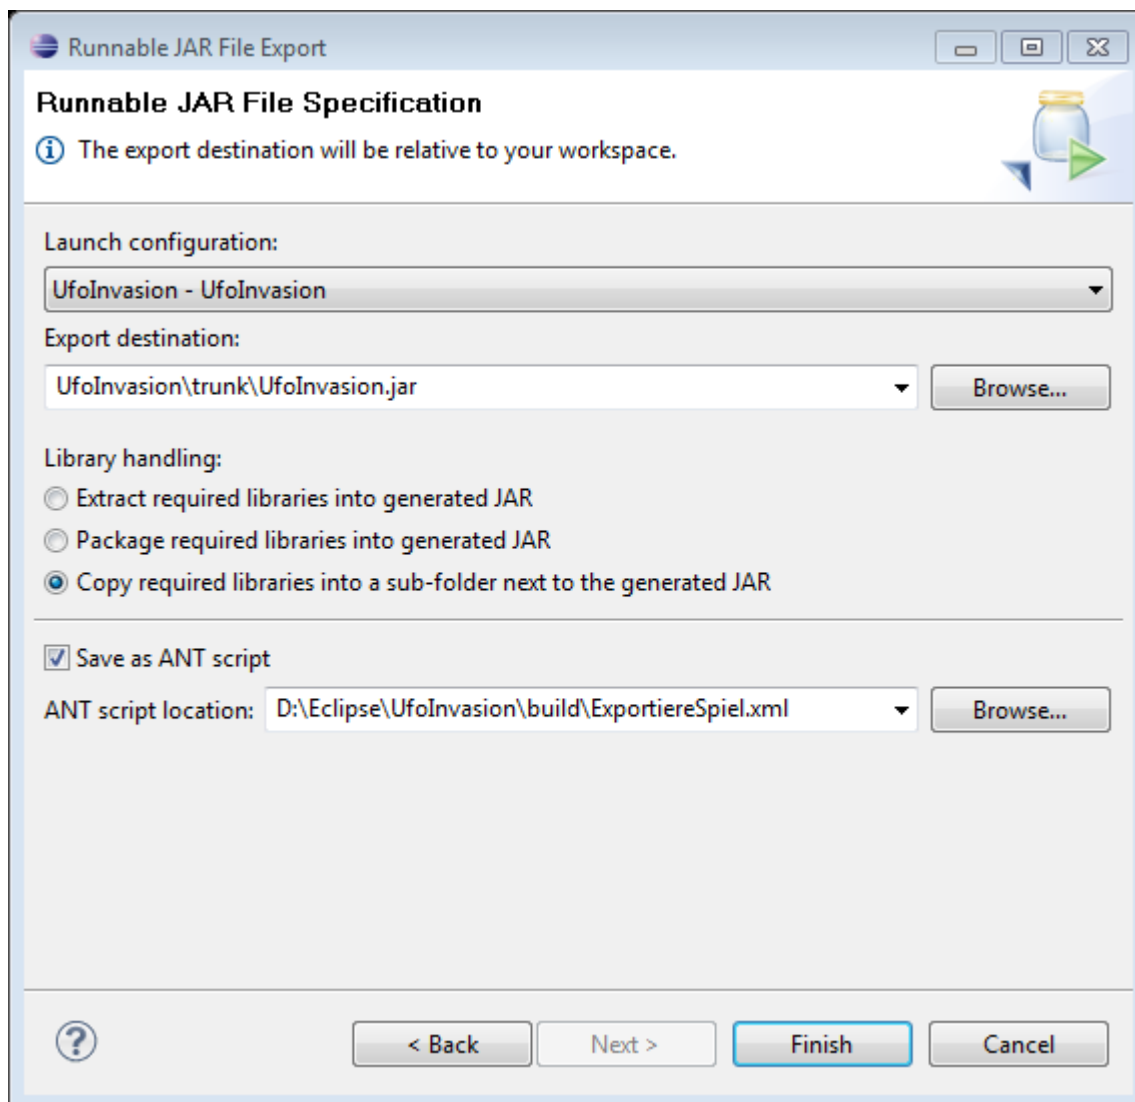 Runnable JAR File Export
Runnable JAR File Specification
The export destination will be relative to your workspace.
Launch configuration:
UfoInvasion - UfoInvasion
Export destination:
UfoInvasion\trunk\UfoInvasion.jar
Browse...
Library handling:
Extract required libraries into generated JAR
Package required libraries into generated JAR
Copy required libraries into a sub-folder next to the generated JAR
Save as ANT script
ANT script location: D:\Eclipse\UfoInvasion\build\ExportiereSpiel.xml Browse...
? < Back Next > Finish Cancel